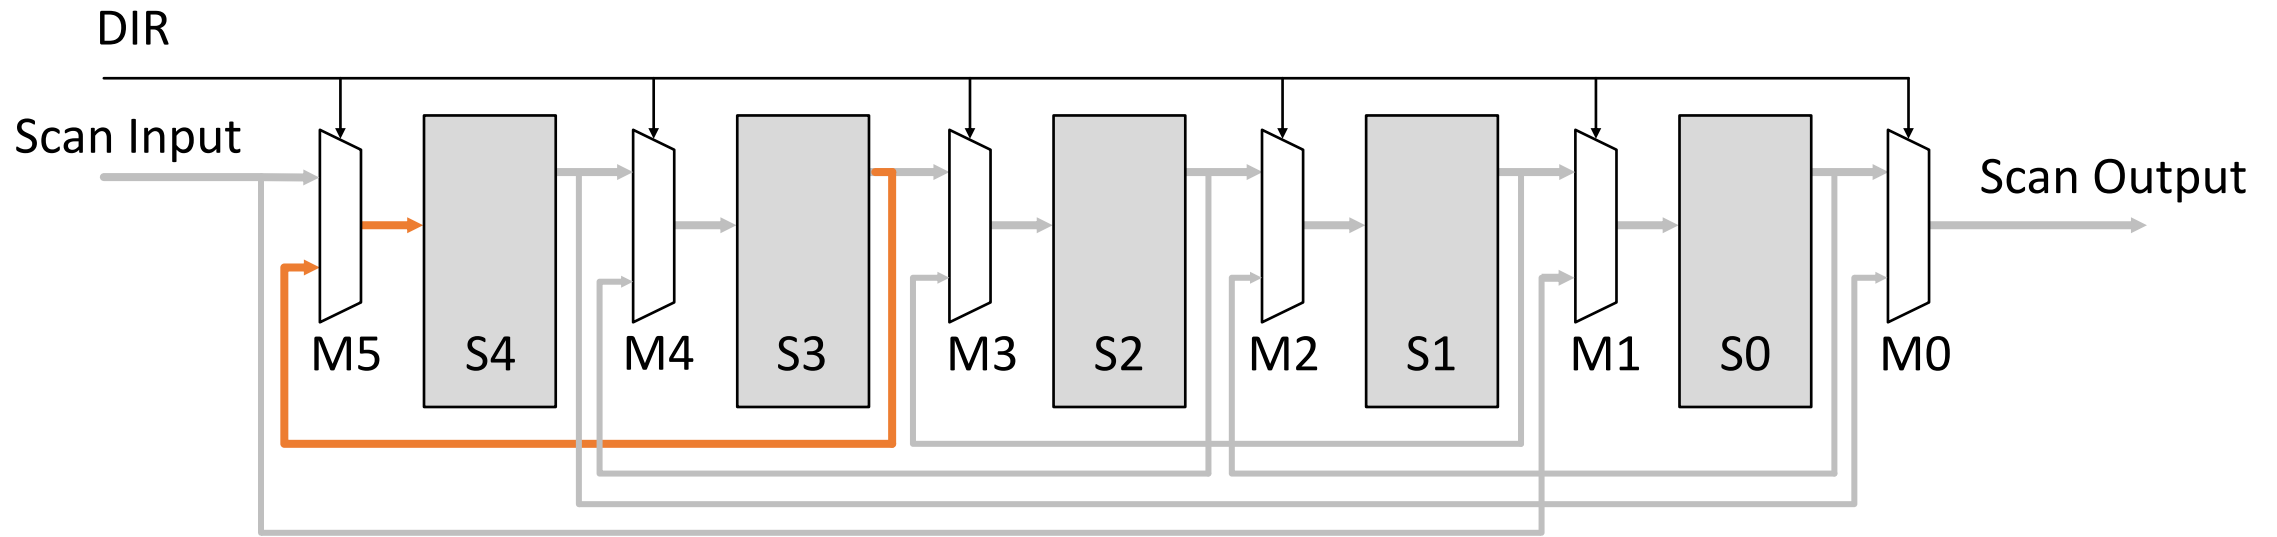 DIR
Scan Input
Scan Output
M5 S4 M4 S3 M3 S2 M2 S1 M1 S0 M0